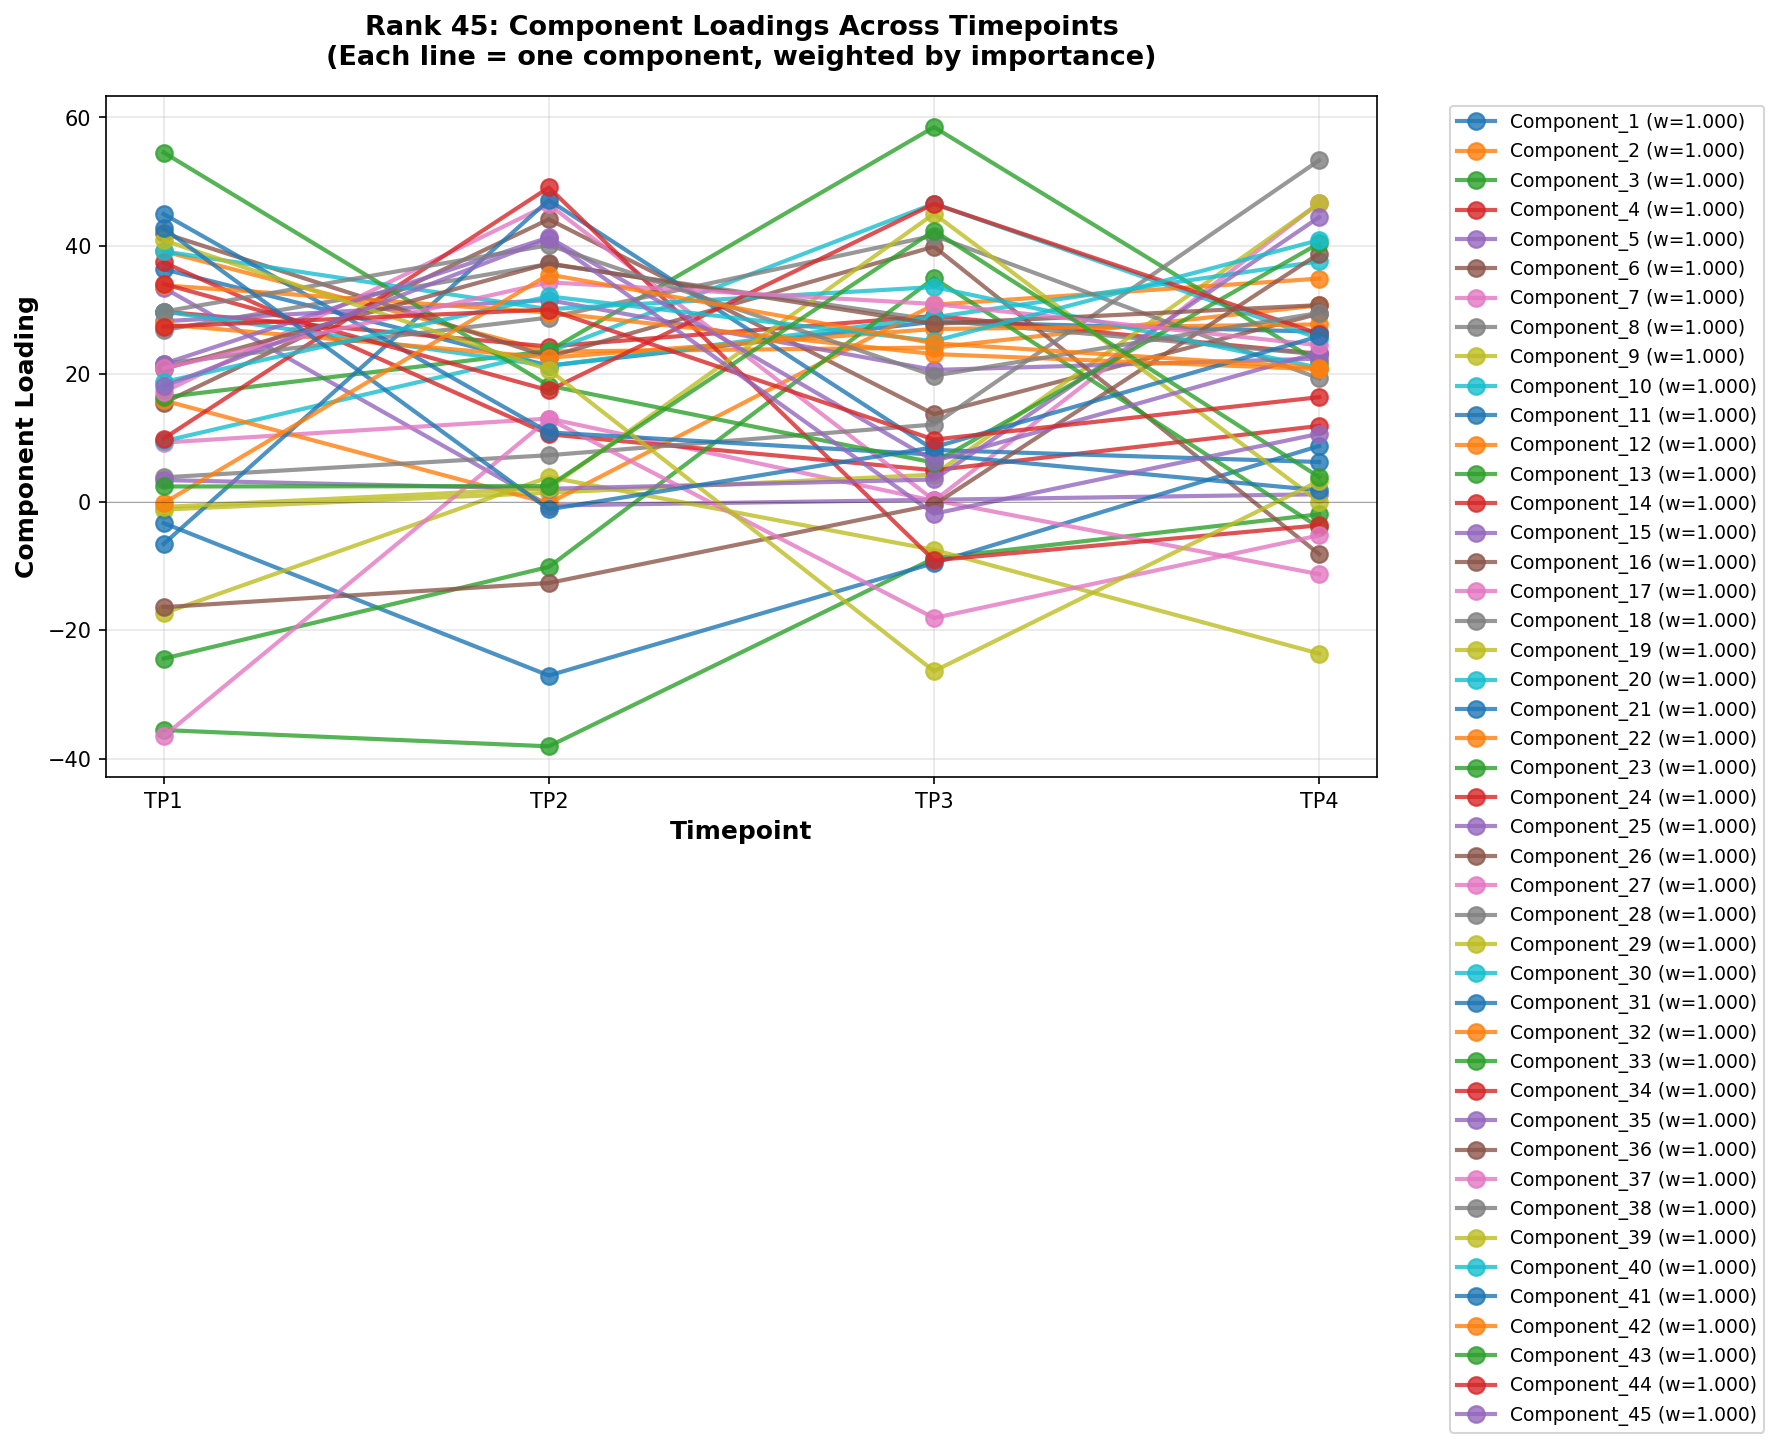 Rank 45: Component Loadings Across Timepoints
(Each line = one component, weighted by importance)
Component Loading
60
40
20
0
−20
−40
TP1
TP2
TP3
TP4
Timepoint
Component_1 (w=1.000)
Component_2 (w=1.000)
Component_3 (w=1.000)
Component_4 (w=1.000)
Component_5 (w=1.000)
Component_6 (w=1.000)
Component_7 (w=1.000)
Component_8 (w=1.000)
Component_9 (w=1.000)
Component_10 (w=1.000)
Component_11 (w=1.000)
Component_12 (w=1.000)
Component_13 (w=1.000)
Component_14 (w=1.000)
Component_15 (w=1.000)
Component_16 (w=1.000)
Component_17 (w=1.000)
Component_18 (w=1.000)
Component_19 (w=1.000)
Component_20 (w=1.000)
Component_21 (w=1.000)
Component_22 (w=1.000)
Component_23 (w=1.000)
Component_24 (w=1.000)
Component_25 (w=1.000)
Component_26 (w=1.000)
Component_27 (w=1.000)
Component_28 (w=1.000)
Component_29 (w=1.000)
Component_30 (w=1.000)
Component_31 (w=1.000)
Component_32 (w=1.000)
Component_33 (w=1.000)
Component_34 (w=1.000)
Component_35 (w=1.000)
Component_36 (w=1.000)
Component_37 (w=1.000)
Component_38 (w=1.000)
Component_39 (w=1.000)
Component_40 (w=1.000)
Component_41 (w=1.000)
Component_42 (w=1.000)
Component_43 (w=1.000)
Component_44 (w=1.000)
Component_45 (w=1.000)